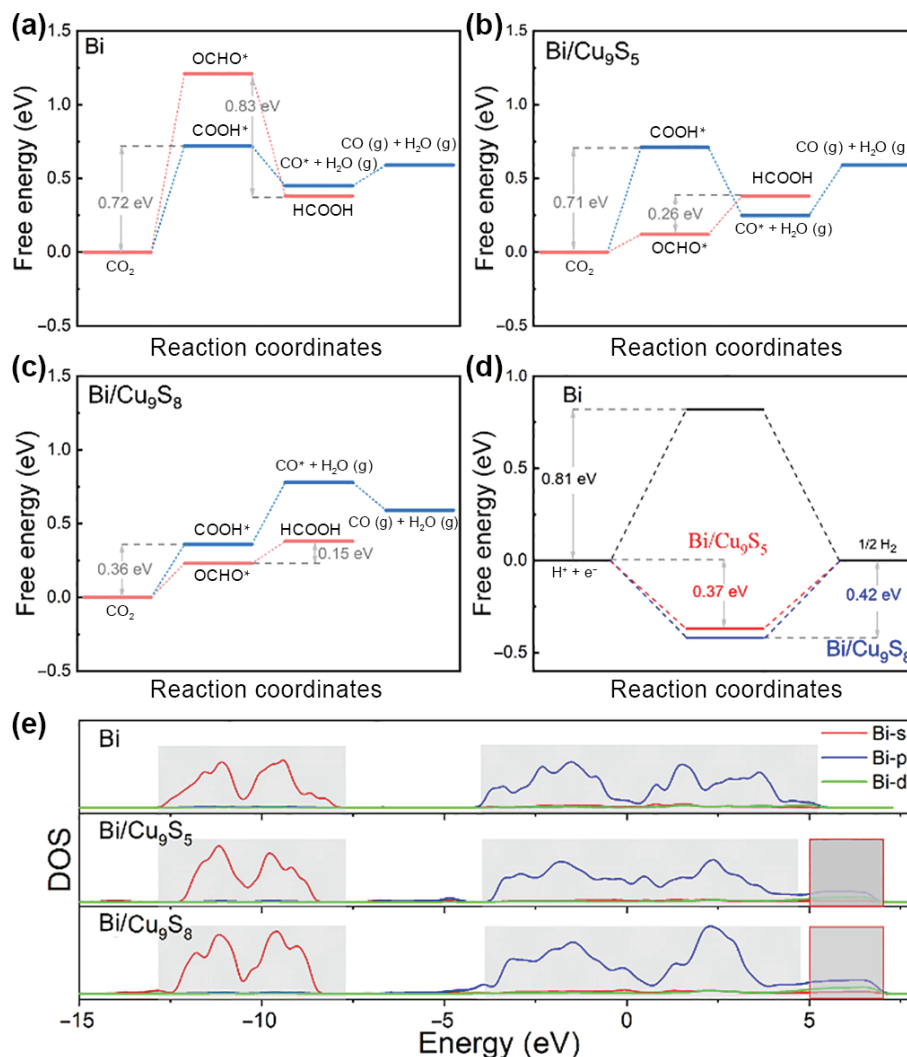 (a)
Bi
1.5
1.0
0.5
0.0
−0.5
Free energy (eV)
OCHO*
0.83 eV
COOH*
CO* + H₂O (g)
CO (g) + H₂O (g)
0.72 eV
HCOOH
CO₂
Reaction coordinates
(b)
Bi/Cu₉S₅
1.5
1.0
0.5
0.0
−0.5
Free energy (eV)
COOH*
CO (g) + H₂O (g)
HCOOH
0.71 eV
0.26 eV
OCHO*
CO* + H₂O (g)
CO₂
Reaction coordinates
(c)
Bi/Cu₉S₈
1.5
1.0
0.5
0.0
−0.5
Free energy (eV)
CO* + H₂O (g)
COOH*
HCOOH
CO (g) + H₂O (g)
0.36 eV
0.15 eV
OCHO*
CO₂
Reaction coordinates
(d)
Bi
1.0
0.5
0.0
−0.5
Free energy (eV)
0.81 eV
Bi/Cu₉S₅
H⁺ + e⁻
1/2 H₂
0.37 eV
0.42 eV
Bi/Cu₉S₈
Reaction coordinates
(e)
Bi
Bi-s
Bi-p
Bi-d
Bi/Cu₉S₅
DOS
Bi/Cu₉S₈
−15
−10
−5
0
5
Energy (eV)